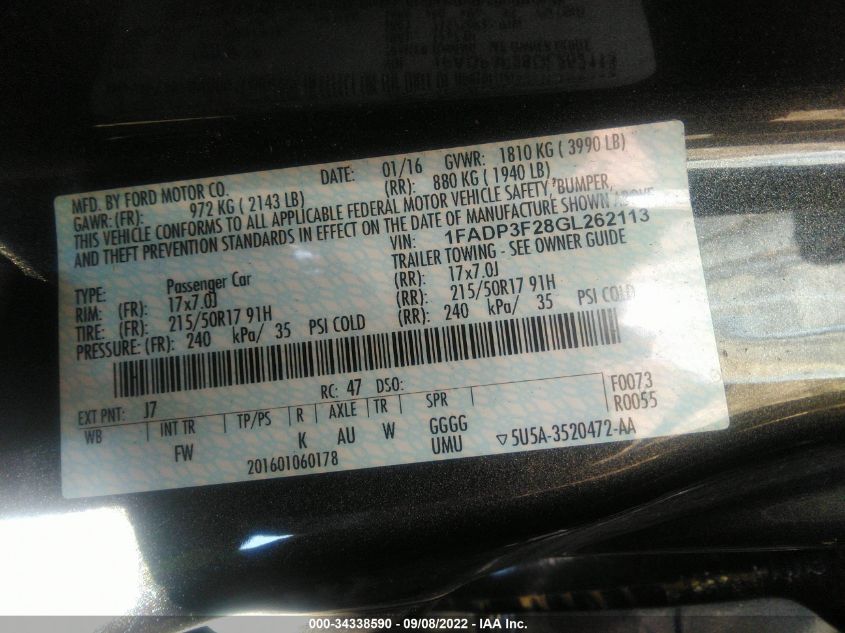 MFD. BY FORD MOTOR CO. DATE: 01/16 GVWR: 1810 KG ( 3990 LB)
GAWR: (FR): 972 KG ( 2143 LB) (RR): 880 KG ( 1940 LB)
THIS VEHICLE CONFORMS TO ALL APPLICABLE FEDERAL MOTOR VEHICLE SAFETY, BUMPER,
AND THEFT PREVENTION STANDARDS IN EFFECT ON THE DATE OF MANUFACTURE SHOWN ABOVE
VIN: 1FADP3F28GL262113
TRAILER TOWING - SEE OWNER GUIDE
TYPE: Passenger Car
RIM: (FR): 17x7.0J (RR): 17x7.0J
TIRE: (FR): 215/50R17 91H (RR): 215/50R17 91H
PRESSURE: (FR): 240 kPa/ 35 PSI COLD (RR): 240 kPa/ 35 PSI COLD
EXT PNT: J7 RC: 47 DSO: F0073
WB INT TR TP/PS R AXLE TR SPR R0055
FW K AU W GGGG
UMU
201601060178 ▽5U5A-3520472-AA
000-34338590 - 09/08/2022 - IAA Inc.